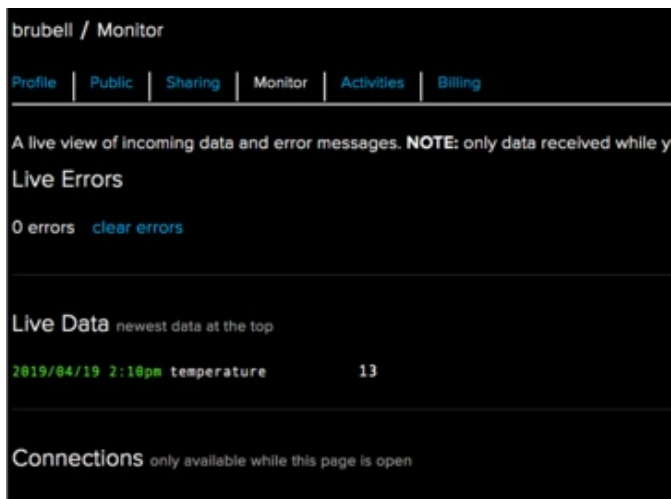 brubell / Monitor
Profile | Public | Sharing | Monitor | Activities | Billing
A live view of incoming data and error messages. NOTE: only data received while y
Live Errors
0 errors clear errors
Live Data newest data at the top
2019/04/19 2:10pm temperature 13
Connections only available while this page is open